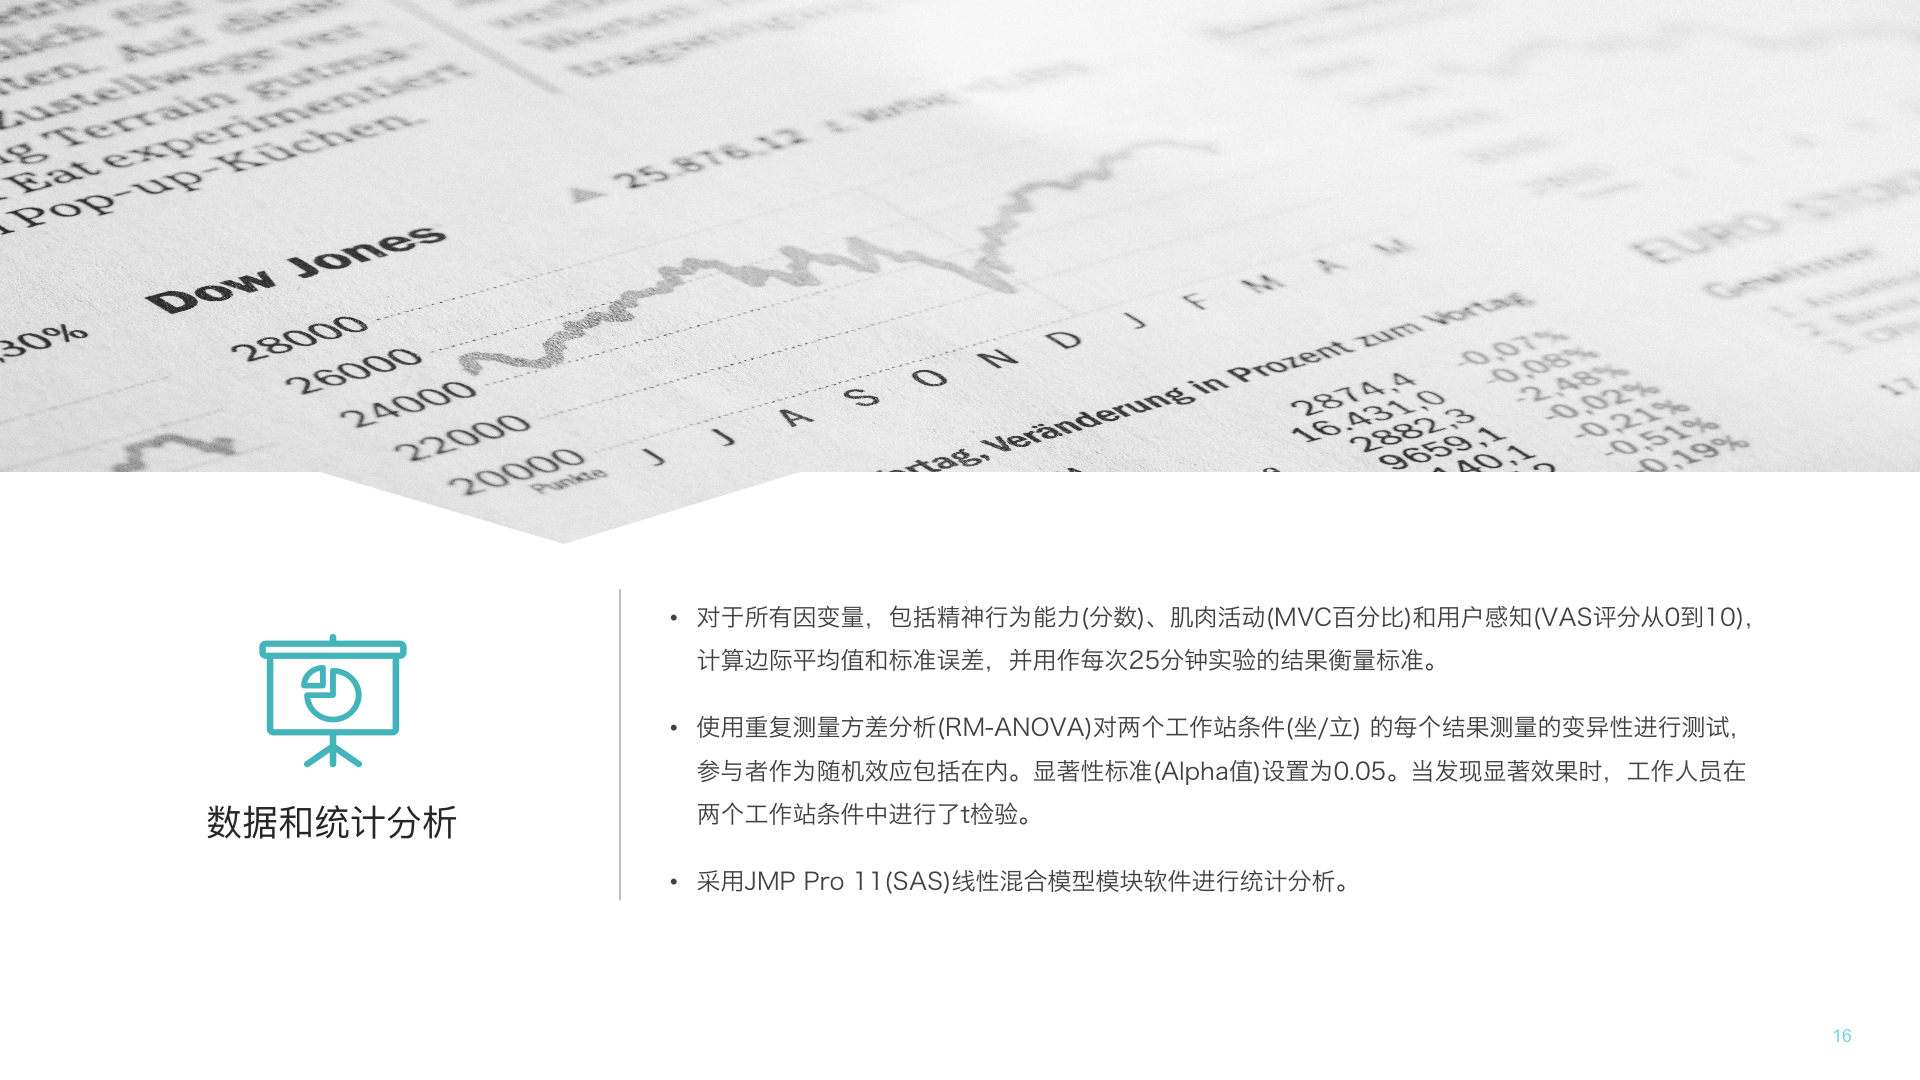 ten. Auf diese
Zustellwege ver-
ng Terrain gutma-
Eat experimentiert
Pop-up-Küchen.
25.876,12 z. Vortag
Dow Jones
,30%
28000
26000
24000
22000
20000
Punkte
J J A S O N D J F M A M
EURO STOXX
Gewinner
ortag, Veränderung in Prozent zum Vortag
2874,4 -0,07%
16.431,0 -0,08%
2882,3 -2,48%
9659,1 -0,02%
140,1 -0,21%
-0,51%
-0,19%
17.
数据和统计分析
• 对于所有因变量，包括精神行为能力(分数)、肌肉活动(MVC百分比)和用户感知(VAS评分从0到10)，
计算边际平均值和标准误差，并用作每次25分钟实验的结果衡量标准。
• 使用重复测量方差分析(RM-ANOVA)对两个工作站条件(坐/立) 的每个结果测量的变异性进行测试，
参与者作为随机效应包括在内。显著性标准(Alpha值)设置为0.05。当发现显著效果时，工作人员在
两个工作站条件中进行了t检验。
• 采用JMP Pro 11(SAS)线性混合模型模块软件进行统计分析。
16